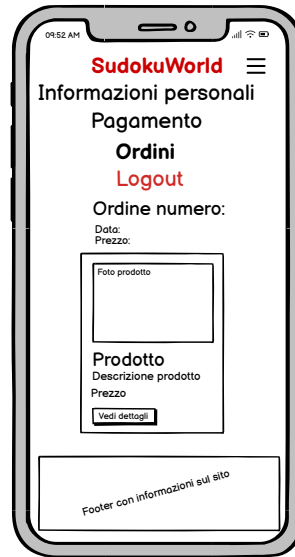 09:52 AM
SudokuWorld
Informazioni personali
Pagamento
Ordini
Logout
Ordine numero:
Data:
Prezzo:
Foto prodotto
Prodotto
Descrizione prodotto
Prezzo
Vedi dettagli
Footer con informazioni sul sito